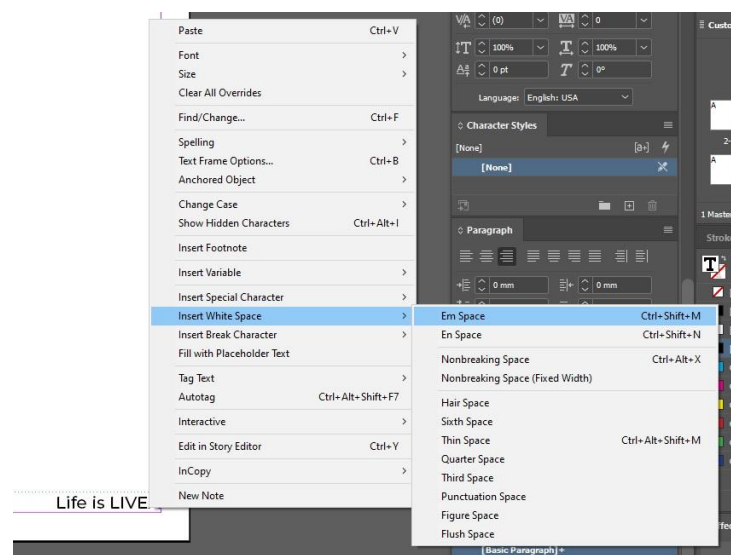 Paste Ctrl+V
Font
Size
Clear All Overrides
Find/Change... Ctrl+F
Spelling
Text Frame Options... Ctrl+B
Anchored Object
Change Case
Show Hidden Characters Ctrl+Alt+I
Insert Footnote
Insert Variable
Insert Special Character
Insert White Space
Insert Break Character
Fill with Placeholder Text
Tag Text
Autotag Ctrl+Alt+Shift+F7
Interactive
Edit in Story Editor Ctrl+Y
InCopy
New Note
Em Space Ctrl+Shift+M
En Space Ctrl+Shift+N
Nonbreaking Space Ctrl+Alt+X
Nonbreaking Space (Fixed Width)
Hair Space
Sixth Space
Thin Space Ctrl+Alt+Shift+M
Quarter Space
Third Space
Punctuation Space
Figure Space
Flush Space
Life is LIVE
(0) 0
100% 100%
0 pt 0°
Language: English: USA
Character Styles
[None] [a+]
[None]
Paragraph
0 mm 0 mm
[Basic Paragraph]+
A
2-
A
1 Maste
Strok